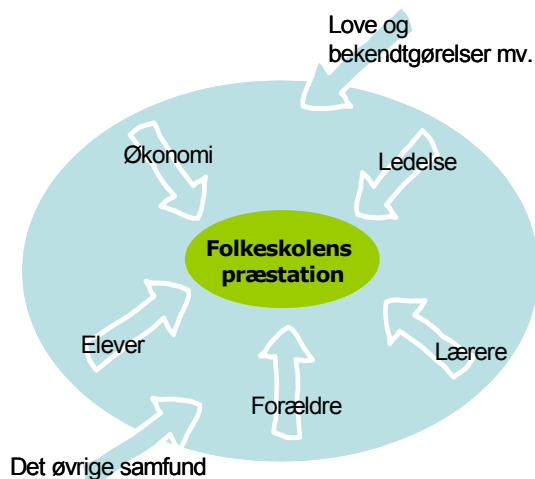 Love og
bekendtgørelser mv.
Økonomi
Ledelse
Folkeskolens
præstation
Elever
Lærere
Forældre
Det øvrige samfund